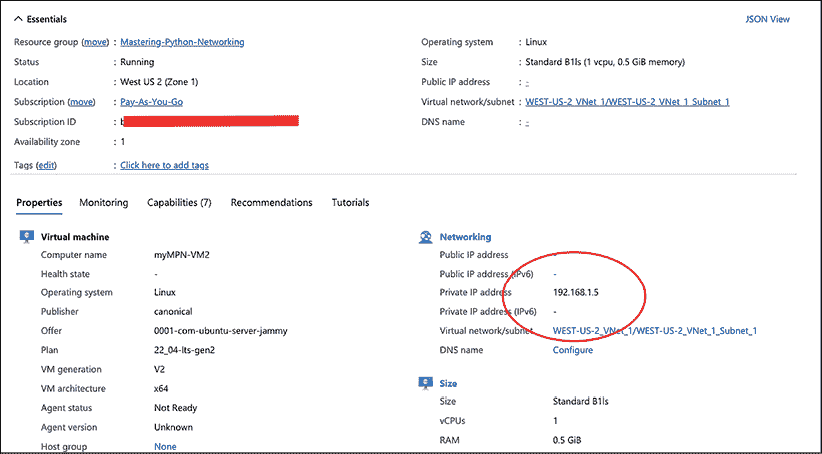 Essentials
JSON View
Resource group (move) : Mastering-Python-Networking
Status : Running
Location : West US 2 (Zone 1)
Subscription (move) : Pay-As-You-Go
Subscription ID :
Availability zone : 1
Tags (edit) : Click here to add tags
Operating system : Linux
Size : Standard B1ls (1 vcpu, 0.5 GiB memory)
Public IP address : -
Virtual network/subnet : WEST-US-2_VNet_1/WEST-US-2_VNet_1_Subnet_1
DNS name : -
Properties Monitoring Capabilities (7) Recommendations Tutorials
Virtual machine
Computer name myMPN-VM2
Health state -
Operating system Linux
Publisher canonical
Offer 0001-com-ubuntu-server-jammy
Plan 22_04-lts-gen2
VM generation V2
VM architecture x64
Agent status Not Ready
Agent version Unknown
Host group None
Networking
Public IP address
Public IP address (IPv6) -
Private IP address 192.168.1.5
Private IP address (IPv6) -
Virtual network/subnet WEST-US-2_VNet_1/WEST-US-2_VNet_1_Subnet_1
DNS name Configure
Size
Size Standard B1ls
vCPUs 1
RAM 0.5 GiB